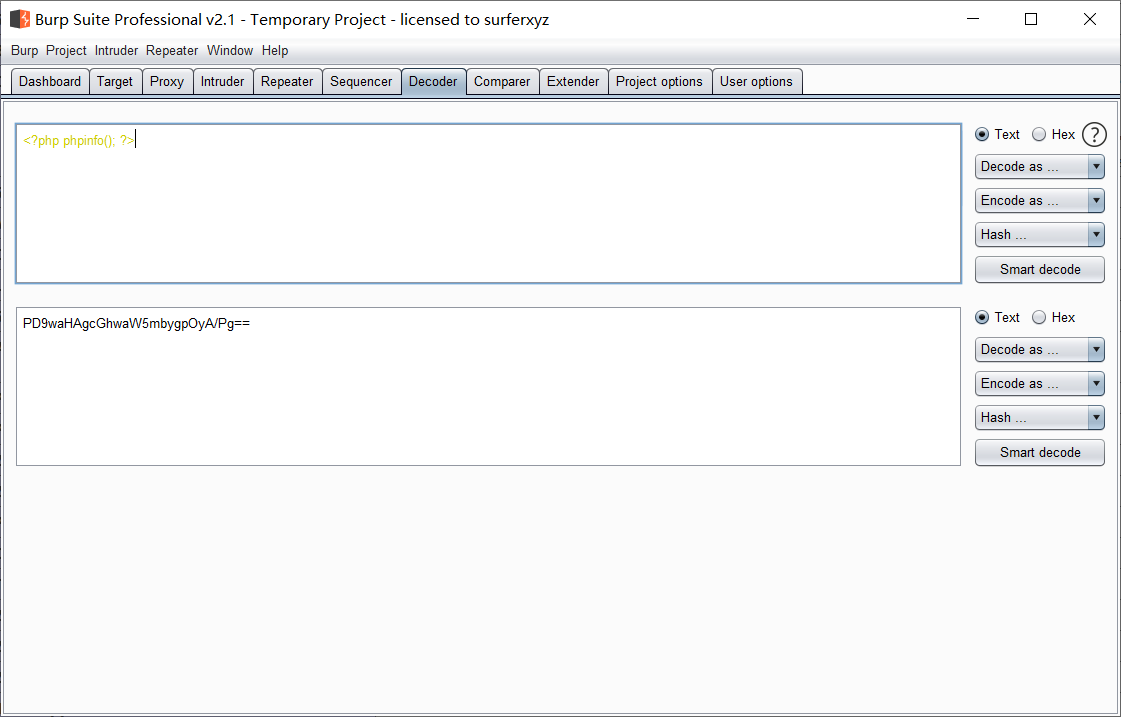 Burp Suite Professional v2.1 - Temporary Project - licensed to surferxyz
Burp Project Intruder Repeater Window Help
Dashboard Target Proxy Intruder Repeater Sequencer Decoder Comparer Extender Project options User options
<?php phpinfo(); ?>
Text Hex ?
Decode as ...
Encode as ...
Hash ...
Smart decode
PD9waHAgcGhwaW5mbygpOyA/Pg==
Text Hex
Decode as ...
Encode as ...
Hash ...
Smart decode